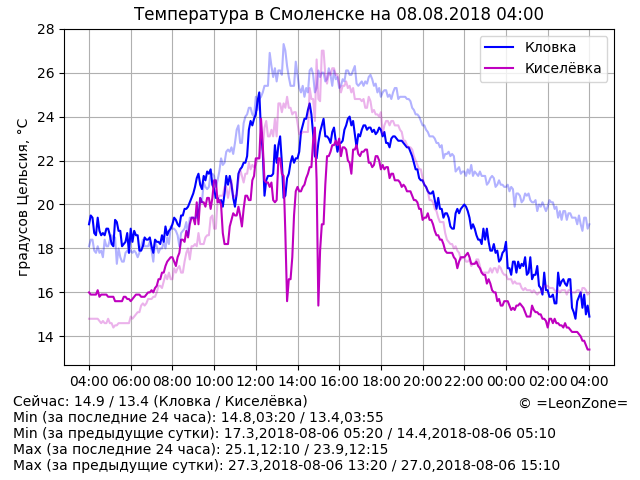 Температура в Смоленске на 08.08.2018 04:00
28
26
24
22
20
18
16
14
градусов Цельсия, °C
Кловка
Киселёвка
04:00 06:00 08:00 10:00 12:00 14:00 16:00 18:00 20:00 22:00 00:00 02:00 04:00
Сейчас: 14.9 / 13.4 (Кловка / Киселёвка)
© =LeonZone=
Min (за последние 24 часа): 14.8,03:20 / 13.4,03:55
Min (за предыдущие сутки): 17.3,2018-08-06 05:20 / 14.4,2018-08-06 05:10
Max (за последние 24 часа): 25.1,12:10 / 23.9,12:15
Max (за предыдущие сутки): 27.3,2018-08-06 13:20 / 27.0,2018-08-06 15:10